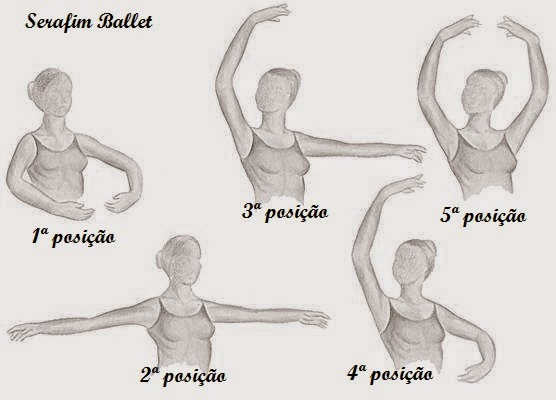 Serafim Ballet
1ª posição
3ª posição
5ª posição
2ª posição
4ª posição